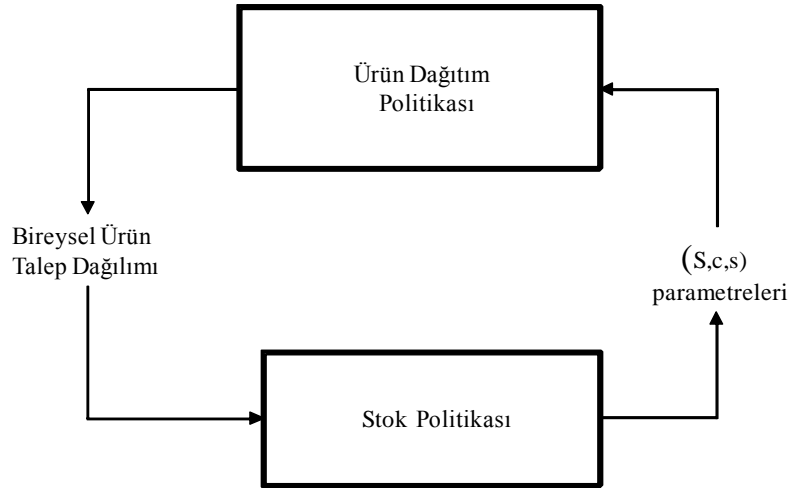 Ürün Dağıtım
Politikası
Bireysel Ürün
Talep Dağılımı
(S,c,s)
parametreleri
Stok Politikası